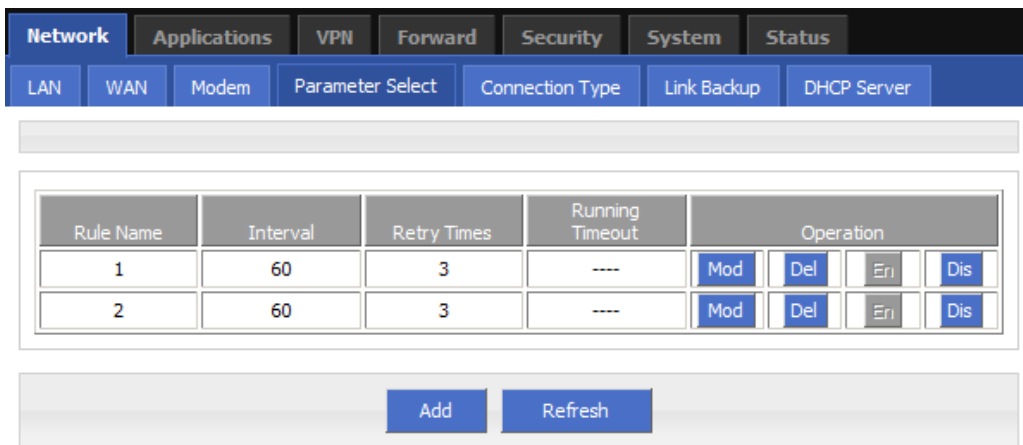 Network Applications VPN Forward Security System Status
LAN WAN Modem Parameter Select Connection Type Link Backup DHCP Server
Rule Name Interval Retry Times Running Timeout Operation
1 60 3 ---- Mod Del En Dis
2 60 3 ---- Mod Del En Dis
Add Refresh